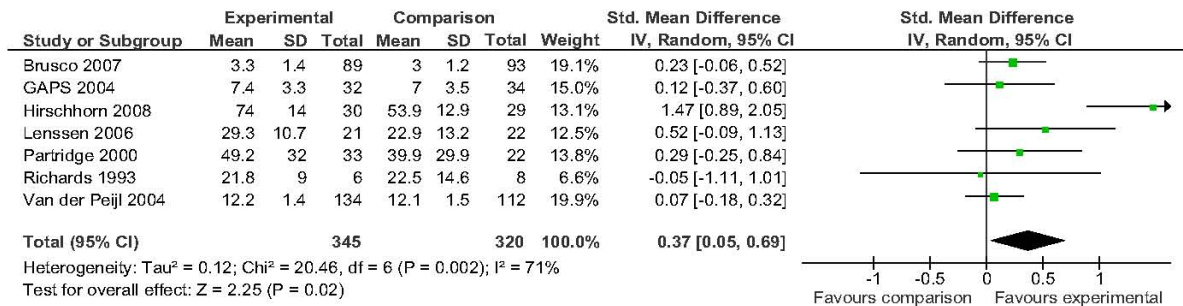 Experimental Comparison Std. Mean Difference Std. Mean Difference
Study or Subgroup Mean SD Total Mean SD Total Weight IV, Random, 95% CI IV, Random, 95% CI
Brusco 2007 3.3 1.4 89 3 1.2 93 19.1% 0.23 [-0.06, 0.52]
GAPS 2004 7.4 3.3 32 7 3.5 34 15.0% 0.12 [-0.37, 0.60]
Hirschhorn 2008 74 14 30 53.9 12.9 29 13.1% 1.47 [0.89, 2.05]
Lenssen 2006 29.3 10.7 21 22.9 13.2 22 12.5% 0.52 [-0.09, 1.13]
Partridge 2000 49.2 32 33 39.9 29.9 22 13.8% 0.29 [-0.25, 0.84]
Richards 1993 21.8 9 6 22.5 14.6 8 6.6% -0.05 [-1.11, 1.01]
Van der Peijl 2004 12.2 1.4 134 12.1 1.5 112 19.9% 0.07 [-0.18, 0.32]
Total (95% CI) 345 320 100.0% 0.37 [0.05, 0.69]
Heterogeneity: Tau² = 0.12; Chi² = 20.46, df = 6 (P = 0.002); I² = 71%
Test for overall effect: Z = 2.25 (P = 0.02)
-1 -0.5 0 0.5 1
Favours comparison Favours experimental